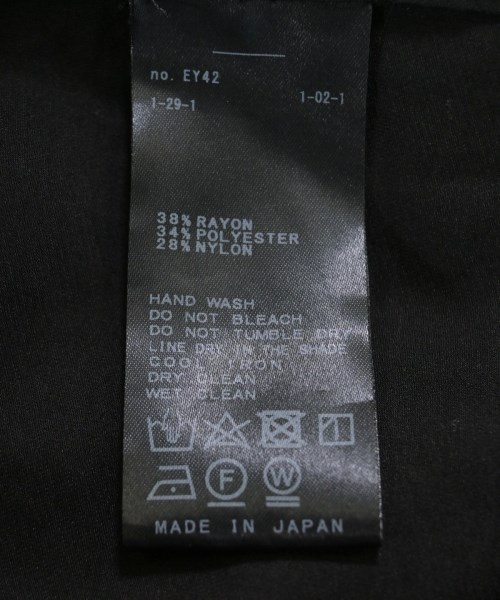 no. EY42
1-29-1 1-02-1
38% RAYON
34% POLYESTER
28% NYLON
HAND WASH
DO NOT BLEACH
DO NOT TUMBLE DRY
LINE DRY IN THE SHADE
COOL IRON
DRY CLEAN
WET CLEAN
F W
MADE IN JAPAN